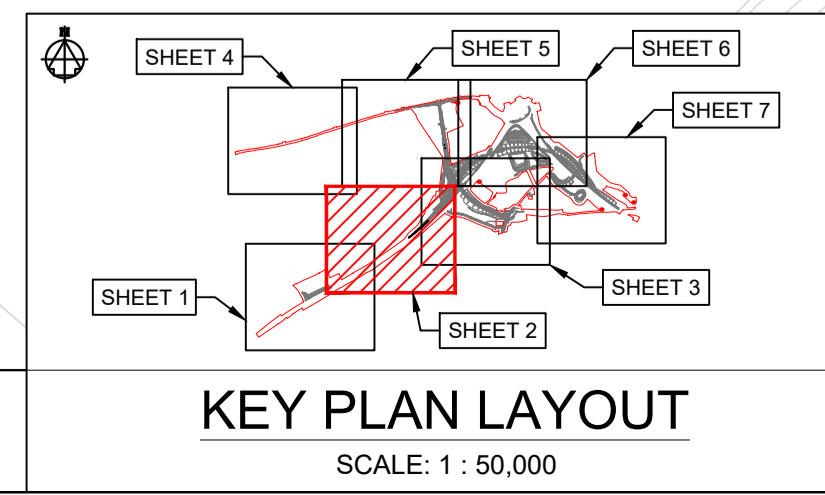 N
SHEET 4
SHEET 5
SHEET 6
SHEET 7
SHEET 1
SHEET 2
SHEET 3
KEY PLAN LAYOUT
SCALE: 1 : 50,000